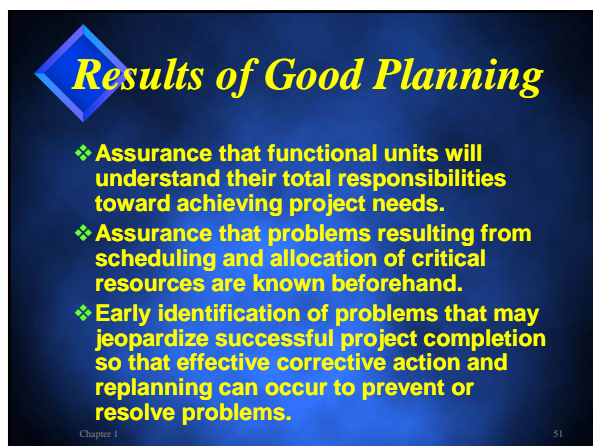 Results of Good Planning
❖Assurance that functional units will
understand their total responsibilities
toward achieving project needs.
❖Assurance that problems resulting from
scheduling and allocation of critical
resources are known beforehand.
❖Early identification of problems that may
jeopardize successful project completion
so that effective corrective action and
replanning can occur to prevent or
resolve problems.
Chapter 1 51